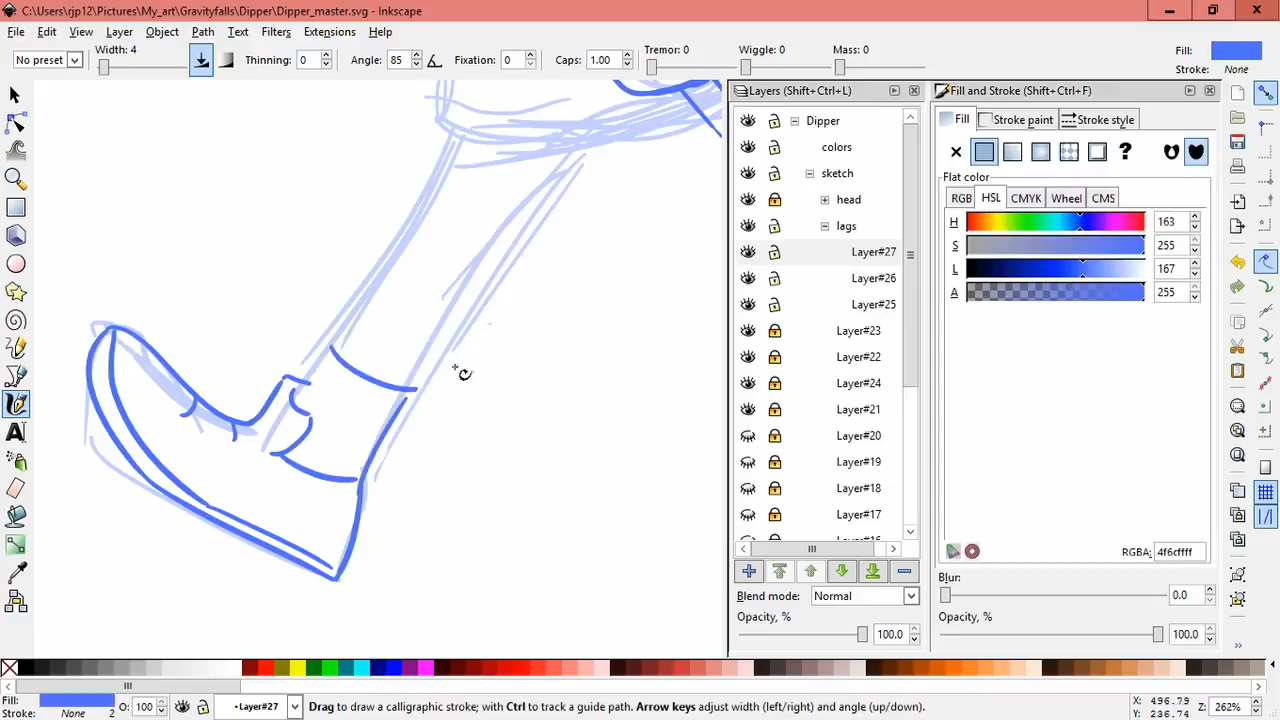 C:\Users\rjp12\Pictures\My_art\Gravityfalls\Dipper\Dipper_master.svg - Inkscape
File Edit View Layer Object Path Text Filters Extensions Help
No preset Width: 4 Thinning: 0 Angle: 85 Fixation: 0 Caps: 1.00 Tremor: 0 Wiggle: 0 Mass: 0 Fill: Stroke: None
Layers (Shift+Ctrl+L)
Dipper
colors
sketch
head
lags
Layer#27
Layer#26
Layer#25
Layer#23
Layer#22
Layer#24
Layer#21
Layer#20
Layer#19
Layer#18
Layer#17
Blend mode: Normal
Opacity, %
100.0
Fill and Stroke (Shift+Ctrl+F)
Fill Stroke paint Stroke style
?
Flat color
RGB HSL CMYK Wheel CMS
H 163
S 255
L 167
A 255
RGBA: 4f6cffff
Blur:
0.0
Opacity, %
100.0
Fill: Stroke: None 2 O: 100 •Layer#27 Drag to draw a calligraphic stroke; with Ctrl to track a guide path. Arrow keys adjust width (left/right) and angle (up/down). X: 496.79 Y: 236.74 Z: 262%